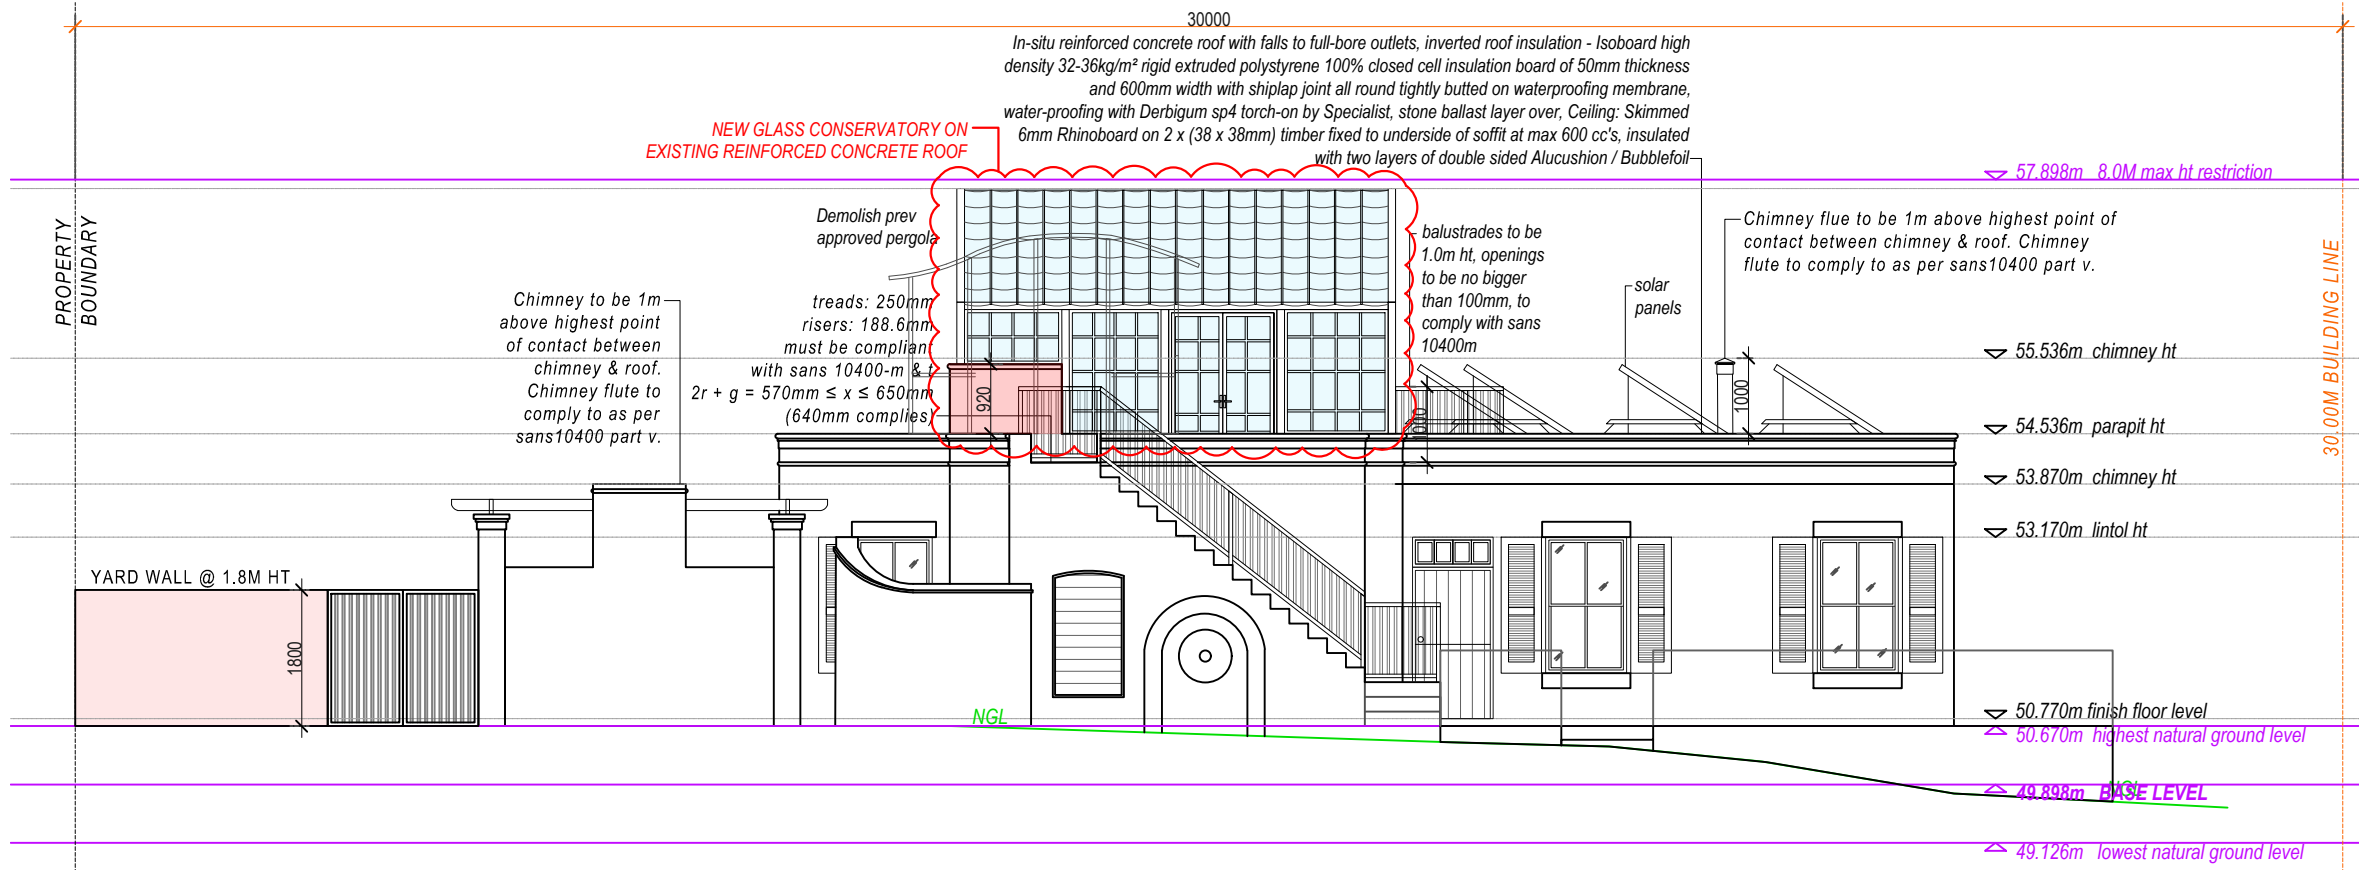 30000
In-situ reinforced concrete roof with falls to full-bore outlets, inverted roof insulation - Isoboard high
density 32-36kg/m² rigid extruded polystyrene 100% closed cell insulation board of 50mm thickness
and 600mm width with shiplap joint all round tightly butted on waterproofing membrane,
water-proofing with Derbigum sp4 torch-on by Specialist, stone ballast layer over, Ceiling: Skimmed
6mm Rhinoboard on 2 x (38 x 38mm) timber fixed to underside of soffit at max 600 cc's, insulated
with two layers of double sided Alucushion / Bubblefoil
NEW GLASS CONSERVATORY ON
EXISTING REINFORCED CONCRETE ROOF
57.898m 8.0M max ht restriction
PROPERTY
BOUNDARY
Demolish prev
approved pergola
balustrades to be
1.0m ht, openings
to be no bigger
than 100mm, to
comply with sans
10400m
Chimney flue to be 1m above highest point of
contact between chimney & roof. Chimney
flute to comply to as per sans10400 part v.
30.00M BUILDING LINE
solar
panels
Chimney to be 1m
above highest point
of contact between
chimney & roof.
Chimney flute to
comply to as per
sans10400 part v.
treads: 250mm
risers: 188.6mm
must be compliant
with sans 10400-m & t
2r + g = 570mm ≤ x ≤ 650mm
(640mm complies)
920
1000
1000
55.536m chimney ht
54.536m parapit ht
53.870m chimney ht
53.170m lintol ht
YARD WALL @ 1.8M HT
1800
NGL
50.770m finish floor level
50.670m highest natural ground level
NGL
49.898m BASE LEVEL
49.126m lowest natural ground level